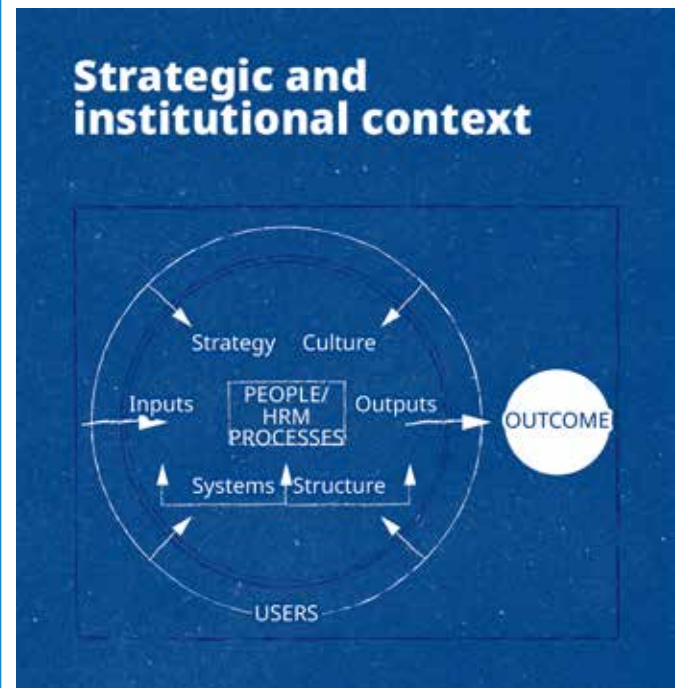 Strategic and
institutional context
Strategy Culture
Inputs
PEOPLE/
HRM
PROCESSES
Outputs
OUTCOME
Systems Structure
USERS